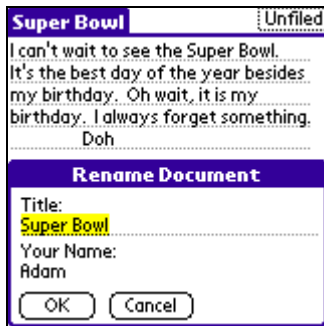 Super Bowl
Unfiled
I can't wait to see the Super Bowl.
It's the best day of the year besides
my birthday.  Oh wait, it is my
birthday.  I always forget something.
Doh
Rename Document
Title:
Super Bowl
Your Name:
Adam
OK
Cancel